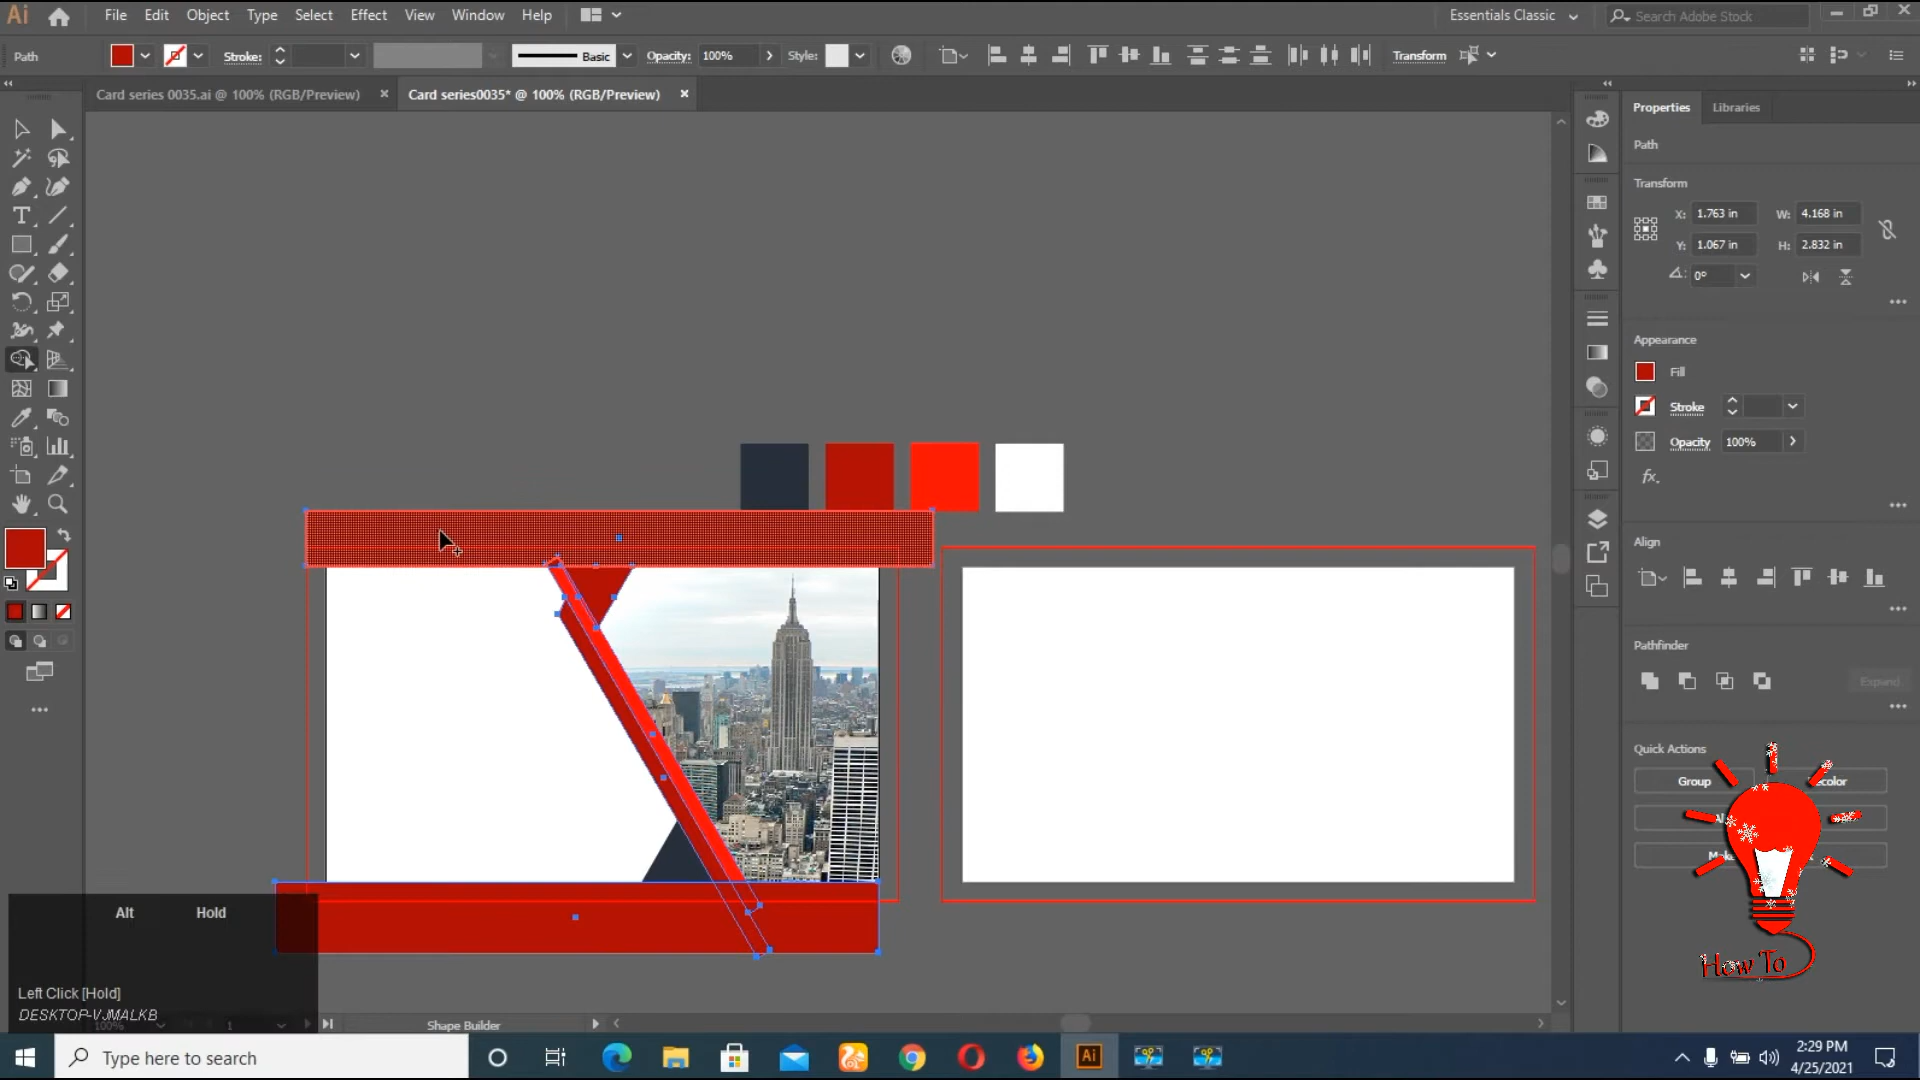 Ai File Edit Object Type Select Effect View Window Help Essentials Classic Search Adobe Stock
Path Stroke: Basic Opacity: 100% Style: Transform
Card series 0035.ai @ 100% (RGB/Preview) × Card series0035* @ 100% (RGB/Preview) ×
Properties Libraries
Path
Transform
X: 1.763 in W: 4.168 in
Y: 1.067 in H: 2.832 in
0°
Appearance
Fill
Stroke
Opacity 100%
fx.
Align
Pathfinder
Expand
Quick Actions
Group
How To
Alt Hold
Left Click [Hold]
DESKTOP-VJMALKB
100% 1 Shape Builder
Type here to search
Ai
2:29 PM
4/25/2021